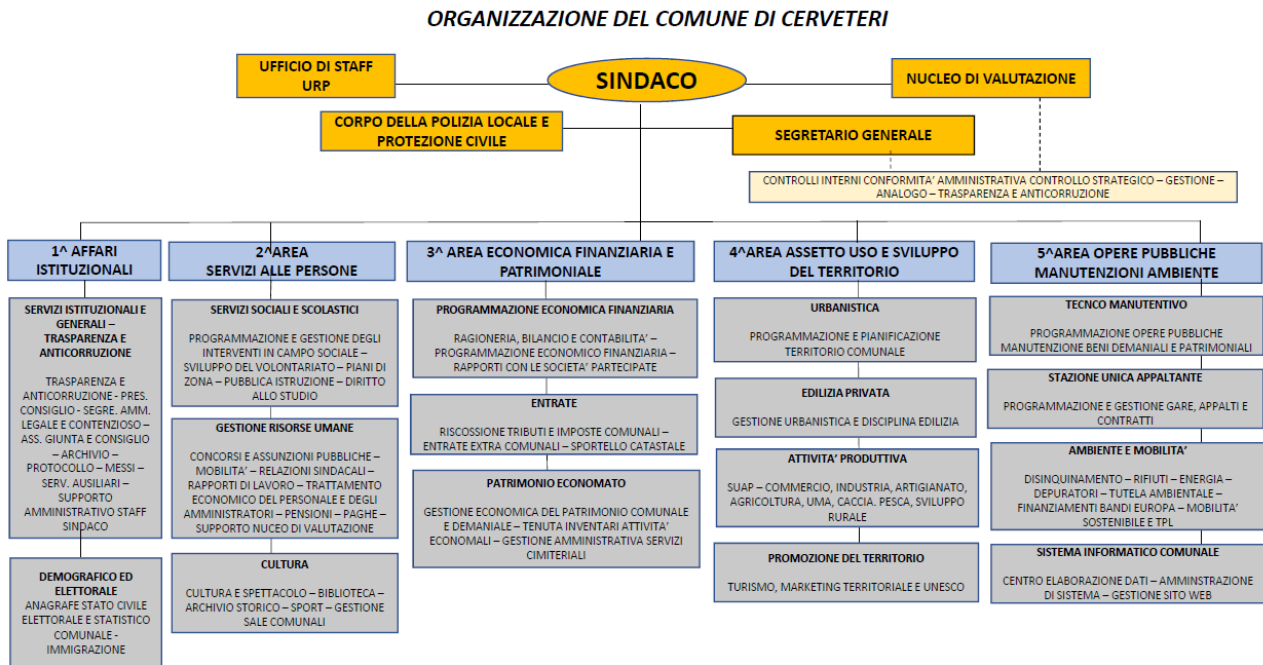 ORGANIZZAZIONE DEL COMUNE DI CERVETERI
UFFICIO DI STAFF
URP
SINDACO
NUCLEO DI VALUTAZIONE
CORPO DELLA POLIZIA LOCALE E
PROTEZIONE CIVILE
SEGRETARIO GENERALE
CONTROLLI INTERNI CONFORMITA' AMMINISTRATIVA CONTROLLO STRATEGICO – GESTIONE –
ANALOGO – TRASPARENZA E ANTICORRUZIONE
1^ AFFARI
ISTITUZIONALI
SERVIZI ISTITUZIONALI E
GENERALI –
TRASPARENZA E
ANTICORRUZIONE
TRASPARENZA E
ANTICORRUZIONE - PRES.
CONSIGLIO - SEGRE. AMM.
LEGALE E CONTENZIOSO –
ASS. GIUNTA E CONSIGLIO
– ARCHIVIO –
PROTOCOLLO – MESSI –
SERV. AUSILIARI –
SUPPORTO
AMMINISTRATIVO STAFF
SINDACO
DEMOGRAFICO ED
ELETTORALE
ANAGRAFE STATO CIVILE
ELETTORALE E STATISTICO
COMUNALE -
IMMIGRAZIONE
2^AREA
SERVIZI ALLE PERSONE
SERVIZI SOCIALI E SCOLASTICI
PROGRAMMAZIONE E GESTIONE DEGLI
INTERVENTI IN CAMPO SOCIALE –
SVILUPPO DEL VOLONTARIATO – PIANI DI
ZONA – PUBBLICA ISTRUZIONE – DIRITTO
ALLO STUDIO
GESTIONE RISORSE UMANE
CONCORSI E ASSUNZIONI PUBBLICHE –
MOBILITA' – RELAZIONI SINDACALI –
RAPPORTI DI LAVORO – TRATTAMENTO
ECONOMICO DEL PERSONALE E DEGLI
AMMINISTRATORI – PENSIONI – PAGHE –
SUPPORTO NUCEO DI VALUTAZIONE
CULTURA
CULTURA E SPETTACOLO – BIBLIOTECA –
ARCHIVIO STORICO – SPORT – GESTIONE
SALE COMUNALI
3^ AREA ECONOMICA FINANZIARIA E
PATRIMONIALE
PROGRAMMAZIONE ECONOMICA FINANZIARIA
RAGIONERIA, BILANCIO E CONTABILITA' –
PROGRAMMAZIONE ECONOMICO FINANZIARIA –
RAPPORTI CON LE SOCIETA' PARTECIPATE
ENTRATE
RISCOSSIONE TRIBUTI E IMPOSTE COMUNALI –
ENTRATE EXTRA COMUNALI – SPORTELLO CATASTALE
PATRIMONIO ECONOMATO
GESTIONE ECONOMICA DEL PATRIMONIO COMUNALE
E DEMANIALE – TENUTA INVENTARI ATTIVITA'
ECONOMALI – GESTIONE AMMINISTRATIVA SERVIZI
CIMITERIALI
4^AREA ASSETTO USO E SVILUPPO
DEL TERRITORIO
URBANISTICA
PROGRAMMAZIONE E PIANIFICAZIONE
TERRITORIO COMUNALE
EDILIZIA PRIVATA
GESTIONE URBANISTICA E DISCIPLINA EDILIZIA
ATTIVITA' PRODUTTIVA
SUAP – COMMERCIO, INDUSTRIA, ARTIGIANATO,
AGRICOLTURA, UMA, CACCIA. PESCA, SVILUPPO
RURALE
PROMOZIONE DEL TERRITORIO
TURISMO, MARKETING TERRITORIALE E UNESCO
5^AREA OPERE PUBBLICHE
MANUTENZIONI AMBIENTE
TECNCO MANUTENTIVO
PROGRAMMAZIONE OPERE PUBBLICHE
MANUTENZIONE BENI DEMANIALI E PATRIMONIALI
STAZIONE UNICA APPALTANTE
PROGRAMMAZIONE E GESTIONE GARE, APPALTI E
CONTRATTI
AMBIENTE E MOBILITA'
DISINQUINAMENTO – RIFIUTI – ENERGIA –
DEPURATORI – TUTELA AMBIENTALE –
FINANZIAMENTI BANDI EUROPA – MOBILITA'
SOSTENIBILE E TPL
SISTEMA INFORMATICO COMUNALE
CENTRO ELABORAZIONE DATI – AMMINSTRAZIONE
DI SISTEMA – GESTIONE SITO WEB